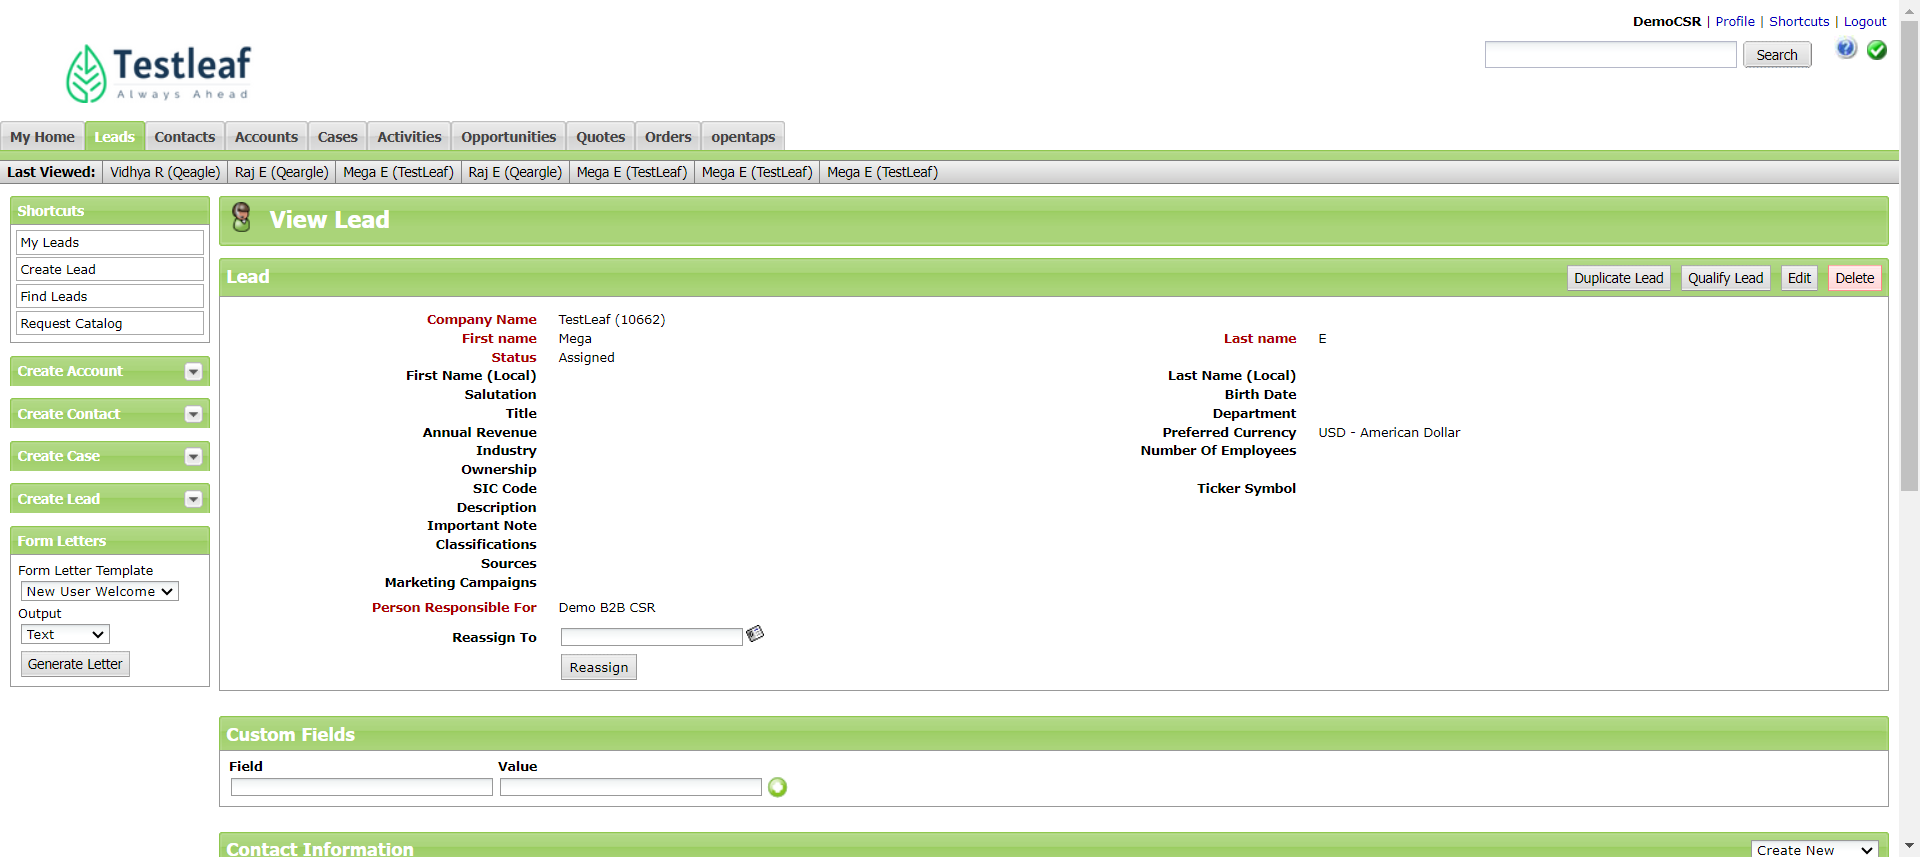 DemoCSR | Profile | Shortcuts | Logout
Search
Testleaf
Always Ahead
My Home Leads Contacts Accounts Cases Activities Opportunities Quotes Orders opentaps
Last Viewed: Vidhya R (Qeagle) Raj E (Qeargle) Mega E (TestLeaf) Raj E (Qeargle) Mega E (TestLeaf) Mega E (TestLeaf) Mega E (TestLeaf)
Shortcuts
My Leads
Create Lead
Find Leads
Request Catalog
Create Account
Create Contact
Create Case
Create Lead
Form Letters
Form Letter Template
New User Welcome
Output
Text
Generate Letter
View Lead
Lead Duplicate Lead Qualify Lead Edit Delete
Company Name TestLeaf (10662)
First name Mega Last name E
Status Assigned
First Name (Local) Last Name (Local)
Salutation Birth Date
Title Department
Annual Revenue Preferred Currency USD - American Dollar
Industry Number Of Employees
Ownership
SIC Code Ticker Symbol
Description
Important Note
Classifications
Sources
Marketing Campaigns
Person Responsible For Demo B2B CSR
Reassign To
Reassign
Custom Fields
Field Value
Contact Information Create New